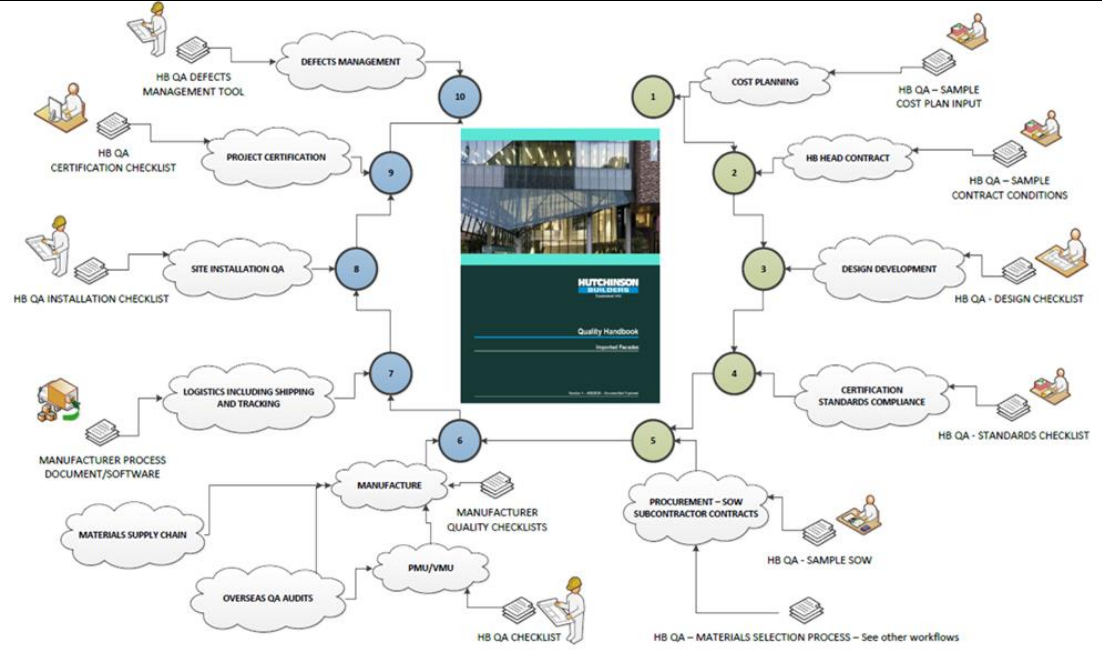 DEFECTS MANAGEMENT
10
HB QA DEFECTS
MANAGEMENT TOOL
1
COST PLANNING
HB QA – SAMPLE
COST PLAN INPUT
HB QA
CERTIFICATION CHECKLIST
PROJECT CERTIFICATION
9
2
HB HEAD CONTRACT
HB QA – SAMPLE
CONTRACT CONDITIONS
HB QA INSTALLATION CHECKLIST
SITE INSTALLATION QA
8
HUTCHINSON
BUILDERS
Quality Handbook
Imported Facades
3
DESIGN DEVELOPMENT
HB QA - DESIGN CHECKLIST
MANUFACTURER PROCESS
DOCUMENT/SOFTWARE
LOGISTICS INCLUDING SHIPPING
AND TRACKING
7
4
CERTIFICATION
STANDARDS COMPLIANCE
HB QA - STANDARDS CHECKLIST
6
5
MANUFACTURE
MANUFACTURER
QUALITY CHECKLISTS
PROCUREMENT – SOW
SUBCONTRACTOR CONTRACTS
HB QA - SAMPLE SOW
MATERIALS SUPPLY CHAIN
OVERSEAS QA AUDITS
PMU/VMU
HB QA CHECKLIST
HB QA – MATERIALS SELECTION PROCESS – See other workflows